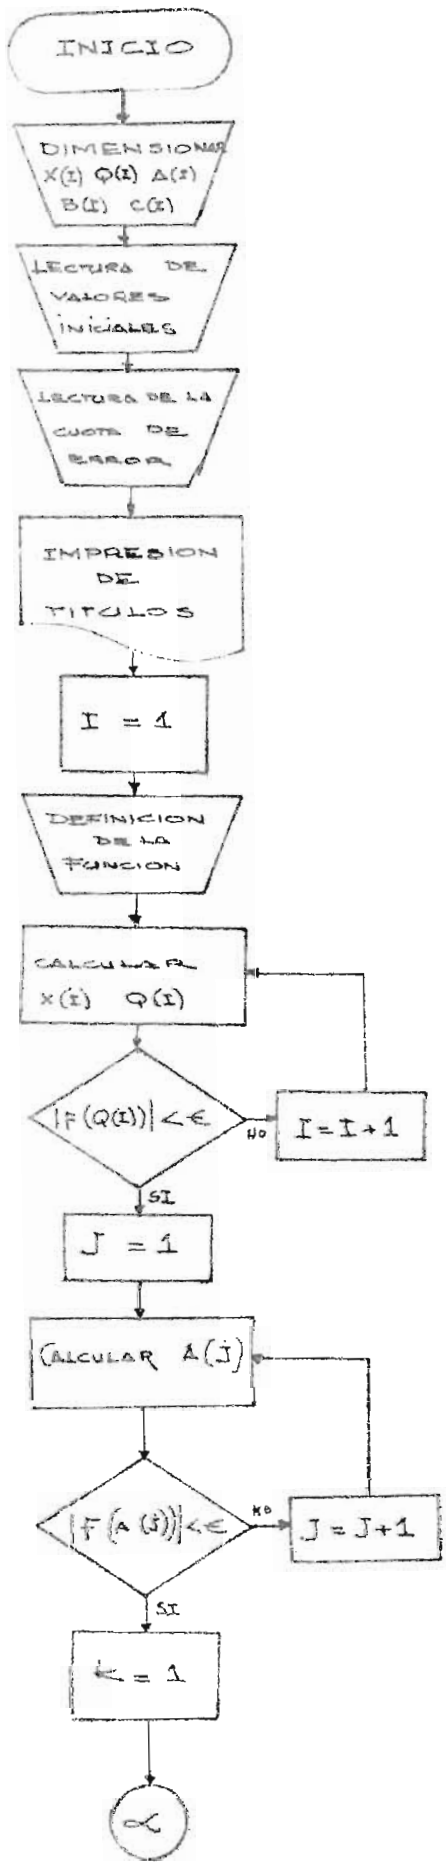 INICIO
DIMENSIONAR
X(I) Q(I) A(I)
B(I) C(I)
LECTURA DE
VALORES
INICIALES
LECTURA DE LA
CUOTA DE
ERROR
IMPRESION
DE
TITULOS
I = 1
DEFINICION
DE LA
FUNCION
CALCULAR
X(I) Q(I)
|F(Q(I))| < ε
NO
I = I + 1
SI
J = 1
CALCULAR A(J)
|F(A(J))| < ε
NO
J = J + 1
SI
K = 1
α